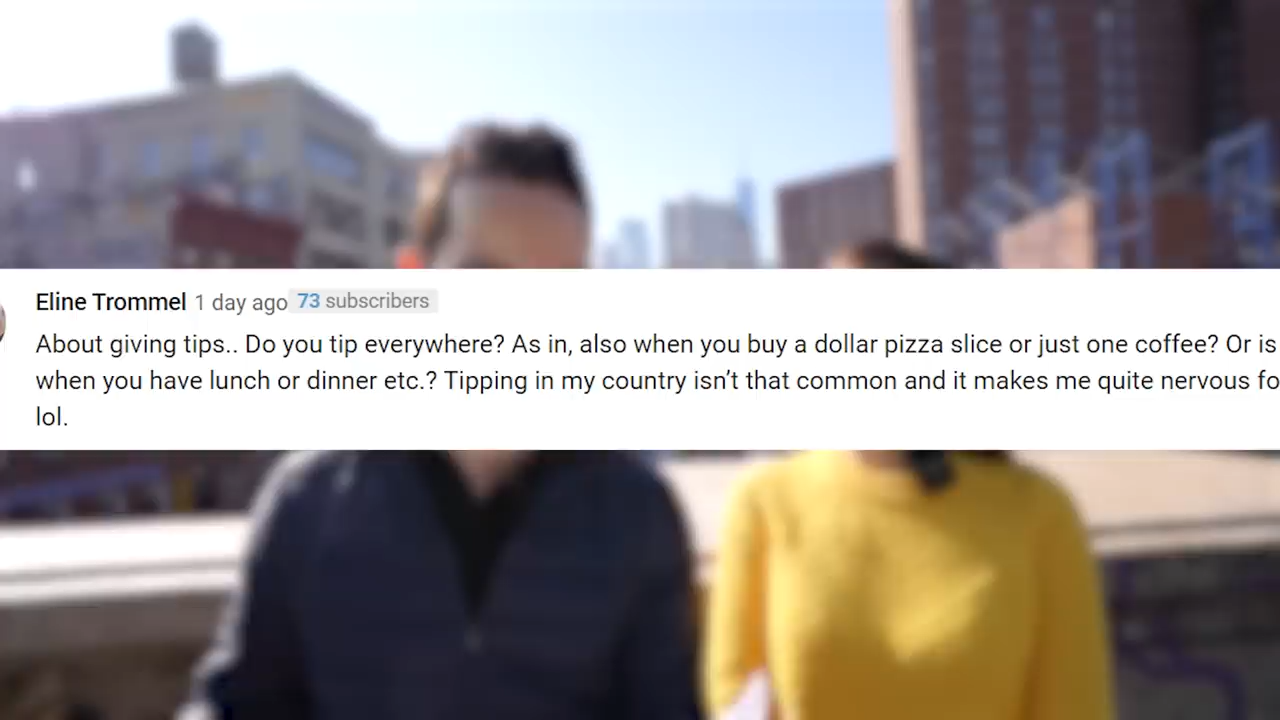 Eline Trommel 1 day ago 73 subscribers
About giving tips.. Do you tip everywhere? As in, also when you buy a dollar pizza slice or just one coffee? Or is
when you have lunch or dinner etc.? Tipping in my country isn’t that common and it makes me quite nervous fo
lol.